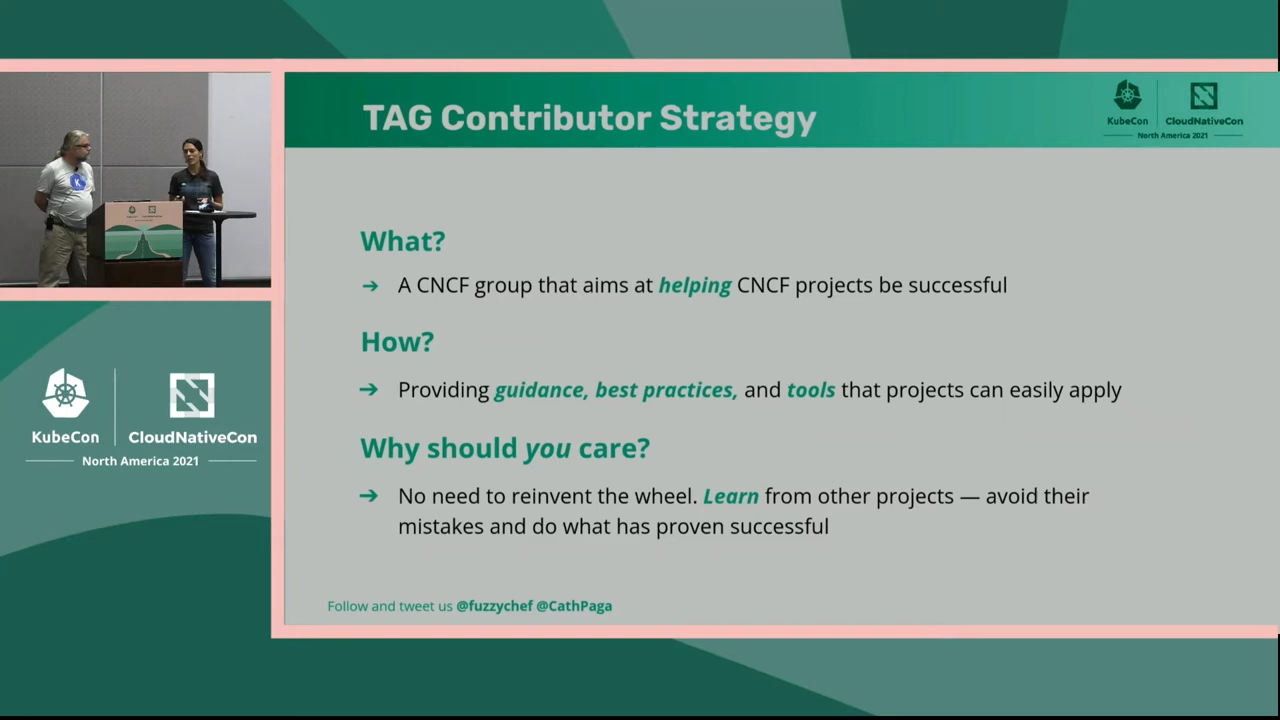 TAG Contributor Strategy
KubeCon
CloudNativeCon
North America 2021
What?
➔ A CNCF group that aims at helping CNCF projects be successful
How?
➔ Providing guidance, best practices, and tools that projects can easily apply
Why should you care?
➔ No need to reinvent the wheel. Learn from other projects — avoid their
mistakes and do what has proven successful
Follow and tweet us @fuzzychef @CathPaga
KubeCon
CloudNativeCon
North America 2021